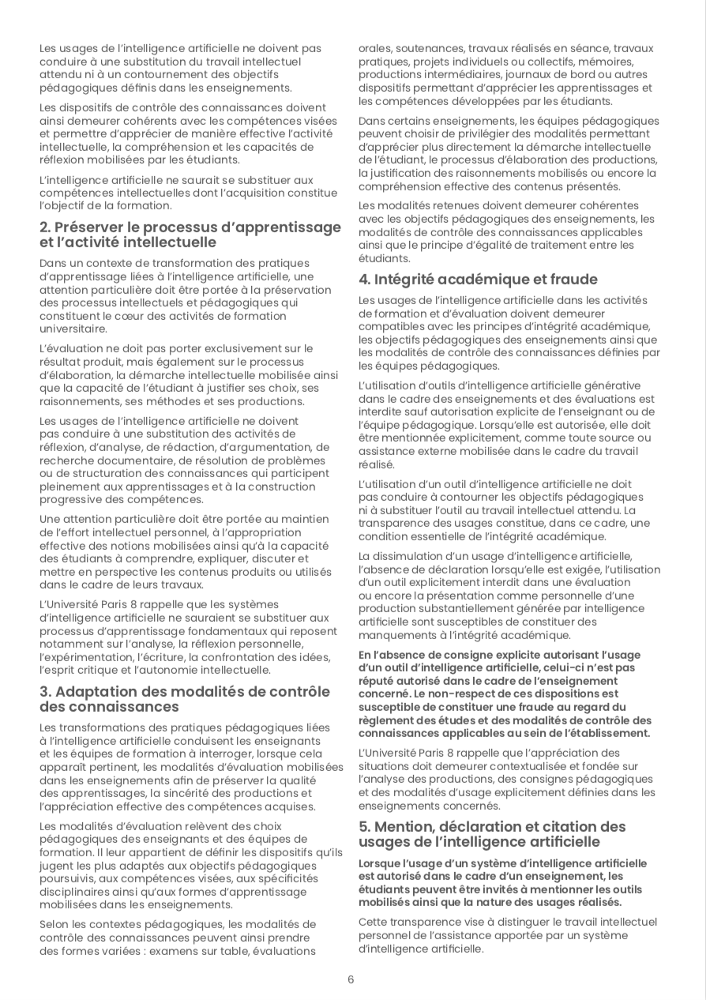 Les usages de l’intelligence artificielle ne doivent pas
conduire à une substitution du travail intellectuel
attendu ni à un contournement des objectifs
pédagogiques définis dans les enseignements.
Les dispositifs de contrôle des connaissances doivent
ainsi demeurer cohérents avec les compétences visées
et permettre d’apprécier de manière effective l’activité
intellectuelle, la compréhension et les capacités de
réflexion mobilisées par les étudiants.
L’intelligence artificielle ne saurait se substituer aux
compétences intellectuelles dont l’acquisition constitue
l’objectif de la formation.
2. Préserver le processus d’apprentissage
et l’activité intellectuelle
Dans un contexte de transformation des pratiques
d’apprentissage liées à l’intelligence artificielle, une
attention particulière doit être portée à la préservation
des processus intellectuels et pédagogiques qui
constituent le cœur des activités de formation
universitaire.
L’évaluation ne doit pas porter exclusivement sur le
résultat produit, mais également sur le processus
d’élaboration, la démarche intellectuelle mobilisée ainsi
que la capacité de l’étudiant à justifier ses choix, ses
raisonnements, ses méthodes et ses productions.
Les usages de l’intelligence artificielle ne doivent
pas conduire à une substitution des activités de
réflexion, d’analyse, de rédaction, d’argumentation, de
recherche documentaire, de résolution de problèmes
ou de structuration des connaissances qui participent
pleinement aux apprentissages et à la construction
progressive des compétences.
Une attention particulière doit être portée au maintien
de l’effort intellectuel personnel, à l’appropriation
effective des notions mobilisées ainsi qu’à la capacité
des étudiants à comprendre, expliquer, discuter et
mettre en perspective les contenus produits ou utilisés
dans le cadre de leurs travaux.
L’Université Paris 8 rappelle que les systèmes
d’intelligence artificielle ne sauraient se substituer aux
processus d’apprentissage fondamentaux qui reposent
notamment sur l’analyse, la réflexion personnelle,
l’expérimentation, l’écriture, la confrontation des idées,
l’esprit critique et l’autonomie intellectuelle.
3. Adaptation des modalités de contrôle
des connaissances
Les transformations des pratiques pédagogiques liées
à l’intelligence artificielle conduisent les enseignants
et les équipes de formation à interroger, lorsque cela
apparaît pertinent, les modalités d’évaluation mobilisées
dans les enseignements afin de préserver la qualité
des apprentissages, la sincérité des productions et
l’appréciation effective des compétences acquises.
Les modalités d’évaluation relèvent des choix
pédagogiques des enseignants et des équipes de
formation. Il leur appartient de définir les dispositifs qu’ils
jugent les plus adaptés aux objectifs pédagogiques
poursuivis, aux compétences visées, aux spécificités
disciplinaires ainsi qu’aux formes d’apprentissage
mobilisées dans les enseignements.
Selon les contextes pédagogiques, les modalités de
contrôle des connaissances peuvent ainsi prendre
des formes variées : examens sur table, évaluations
orales, soutenances, travaux réalisés en séance, travaux
pratiques, projets individuels ou collectifs, mémoires,
productions intermédiaires, journaux de bord ou autres
dispositifs permettant d’apprécier les apprentissages et
les compétences développées par les étudiants.
Dans certains enseignements, les équipes pédagogiques
peuvent choisir de privilégier des modalités permettant
d’apprécier plus directement la démarche intellectuelle
de l’étudiant, le processus d’élaboration des productions,
la justification des raisonnements mobilisés ou encore la
compréhension effective des contenus présentés.
Les modalités retenues doivent demeurer cohérentes
avec les objectifs pédagogiques des enseignements, les
modalités de contrôle des connaissances applicables
ainsi que le principe d’égalité de traitement entre les
étudiants.
4. Intégrité académique et fraude
Les usages de l’intelligence artificielle dans les activités
de formation et d’évaluation doivent demeurer
compatibles avec les principes d’intégrité académique,
les objectifs pédagogiques des enseignements ainsi que
les modalités de contrôle des connaissances définies par
les équipes pédagogiques.
L’utilisation d’outils d’intelligence artificielle générative
dans le cadre des enseignements et des évaluations est
interdite sauf autorisation explicite de l’enseignant ou de
l’équipe pédagogique. Lorsqu’elle est autorisée, elle doit
être mentionnée explicitement, comme toute source ou
assistance externe mobilisée dans le cadre du travail
réalisé.
L’utilisation d’un outil d’intelligence artificielle ne doit
pas conduire à contourner les objectifs pédagogiques
ni à substituer l’outil au travail intellectuel attendu. La
transparence des usages constitue, dans ce cadre, une
condition essentielle de l’intégrité académique.
La dissimulation d’un usage d’intelligence artificielle,
l’absence de déclaration lorsqu’elle est exigée, l’utilisation
d’un outil explicitement interdit dans une évaluation
ou encore la présentation comme personnelle d’une
production substantiellement générée par intelligence
artificielle sont susceptibles de constituer des
manquements à l’intégrité académique.
En l’absence de consigne explicite autorisant l’usage
d’un outil d’intelligence artificielle, celui-ci n’est pas
réputé autorisé dans le cadre de l’enseignement
concerné. Le non-respect de ces dispositions est
susceptible de constituer une fraude au regard du
règlement des études et des modalités de contrôle des
connaissances applicables au sein de l’établissement.
L’Université Paris 8 rappelle que l’appréciation des
situations doit demeurer contextualisée et fondée sur
l’analyse des productions, des consignes pédagogiques
et des modalités d’usage explicitement définies dans les
enseignements concernés.
5. Mention, déclaration et citation des
usages de l’intelligence artificielle
Lorsque l’usage d’un système d’intelligence artificielle
est autorisé dans le cadre d’un enseignement, les
étudiants peuvent être invités à mentionner les outils
mobilisés ainsi que la nature des usages réalisés.
Cette transparence vise à distinguer le travail intellectuel
personnel de l’assistance apportée par un système
d’intelligence artificielle.
6